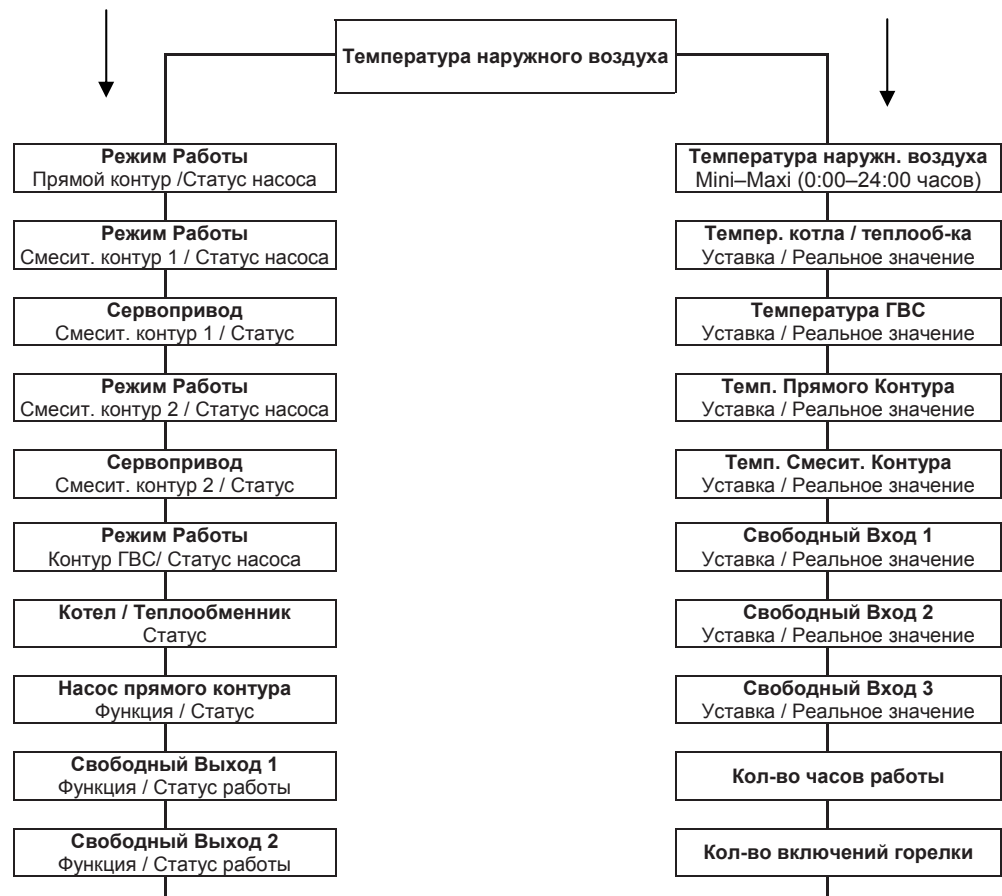 Температура наружного воздуха
Режим Работы
Прямой контур /Статус насоса
Режим Работы
Смесит. контур 1 / Статус насоса
Сервопривод
Смесит. контур 1 / Статус
Режим Работы
Смесит. контур 2 / Статус насоса
Сервопривод
Смесит. контур 2 / Статус
Режим Работы
Контур ГВС/ Статус насоса
Котел / Теплообменник
Статус
Насос прямого контура
Функция / Статус
Свободный Выход 1
Функция / Статус работы
Свободный Выход 2
Функция / Статус работы
Температура наружн. воздуха
Mini–Maxi (0:00–24:00 часов)
Темпер. котла / теплооб-ка
Уставка / Реальное значение
Температура ГВС
Уставка / Реальное значение
Темп. Прямого Контура
Уставка / Реальное значение
Темп. Смесит. Контура
Уставка / Реальное значение
Свободный Вход 1
Уставка / Реальное значение
Свободный Вход 2
Уставка / Реальное значение
Свободный Вход 3
Уставка / Реальное значение
Кол-во часов работы
Кол-во включений горелки